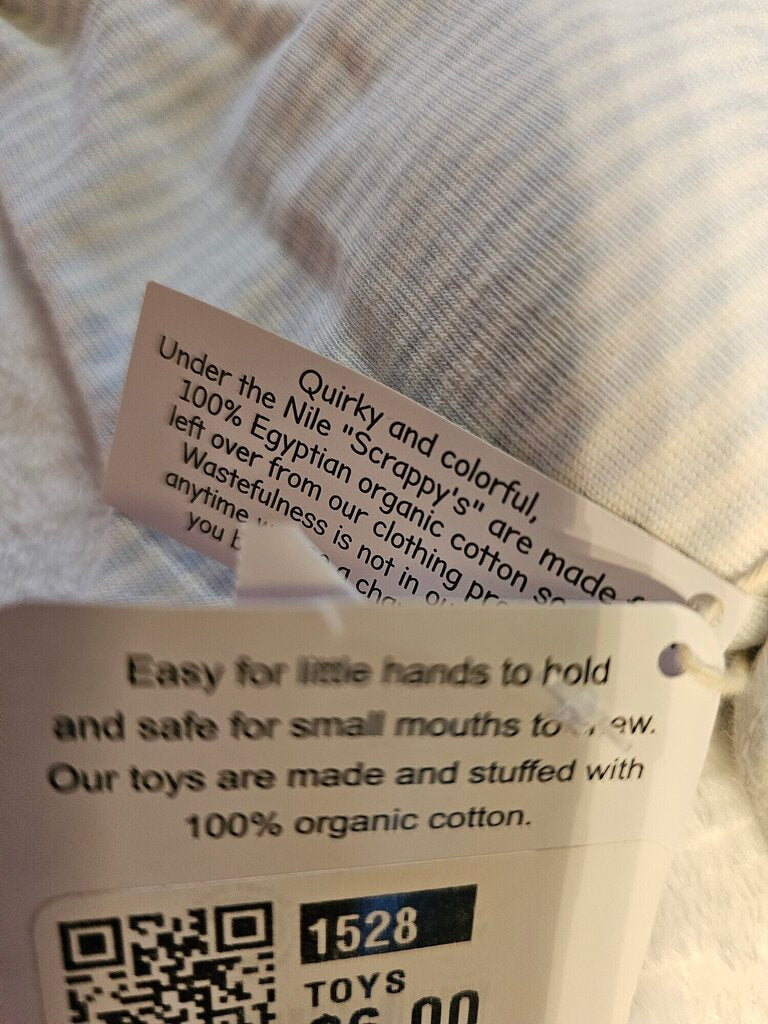 Quirky and colorful,
Under the Nile "Scrappy's" are made
100% Egyptian organic cotton
left over from our clothing
Wastefulness is not in
anytime
you
a
Easy for little hands to hold
and safe for small mouths to
Our toys are made and stuffed with
100% organic cotton.
1528
TOYS